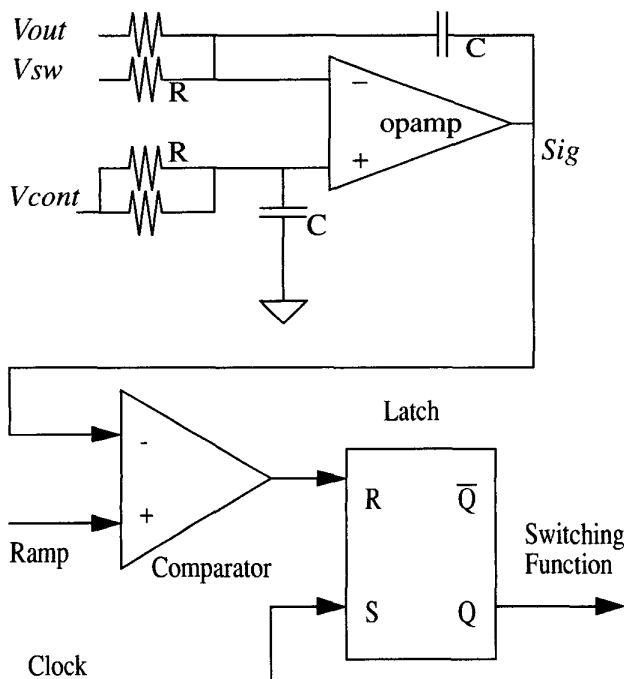 Vout
C
Vsw
R
−
opamp
+
Sig
R
Vcont
C
Latch
-
R
Q̅
+
Switching
Function
Ramp
Comparator
S
Q
Clock